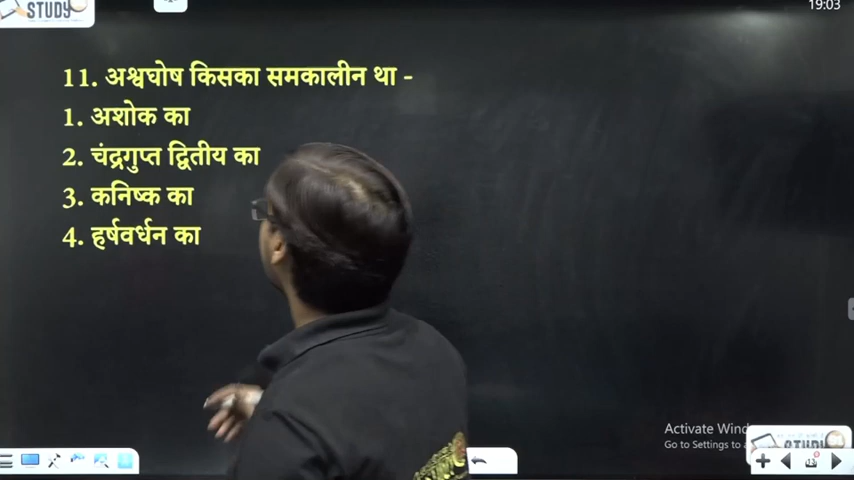 STUDY
19:03
11. अश्वघोष किसका समकालीन था -
1. अशोक का
2. चंद्रगुप्त द्वितीय का
3. कनिष्क का
4. हर्षवर्धन का
Activate Wind
Go to Settings to a
STUDY